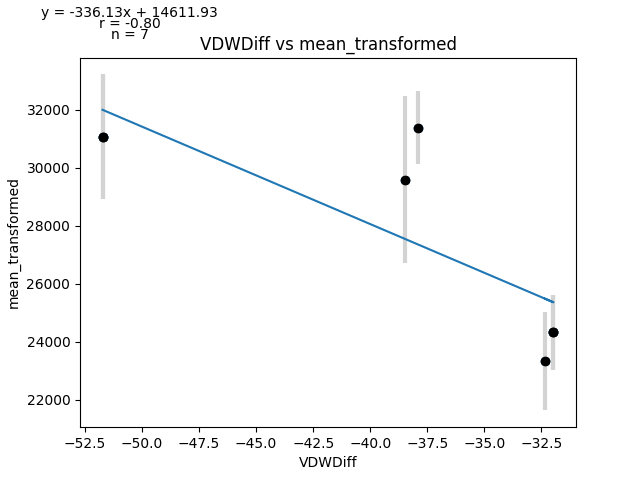 y = -336.13x + 14611.93
r = -0.80
n = 7
VDWDiff vs mean_transformed
32000
30000
28000
26000
24000
22000
mean_transformed
−52.5 −50.0 −47.5 −45.0 −42.5 −40.0 −37.5 −35.0 −32.5
VDWDiff